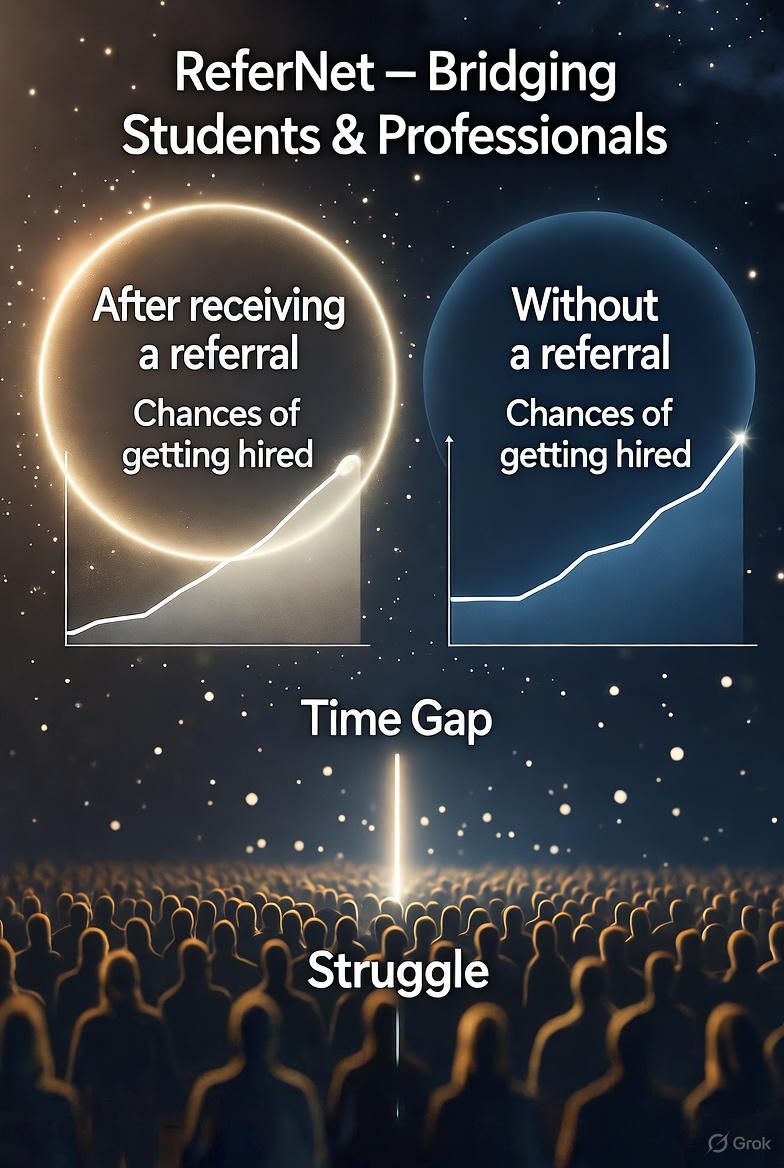 ReferNet – Bridging
Students & Professionals
After receiving
a referral
Chances of
getting hired
Without
a referral
Chances of
getting hired
Time Gap
Struggle
Grok